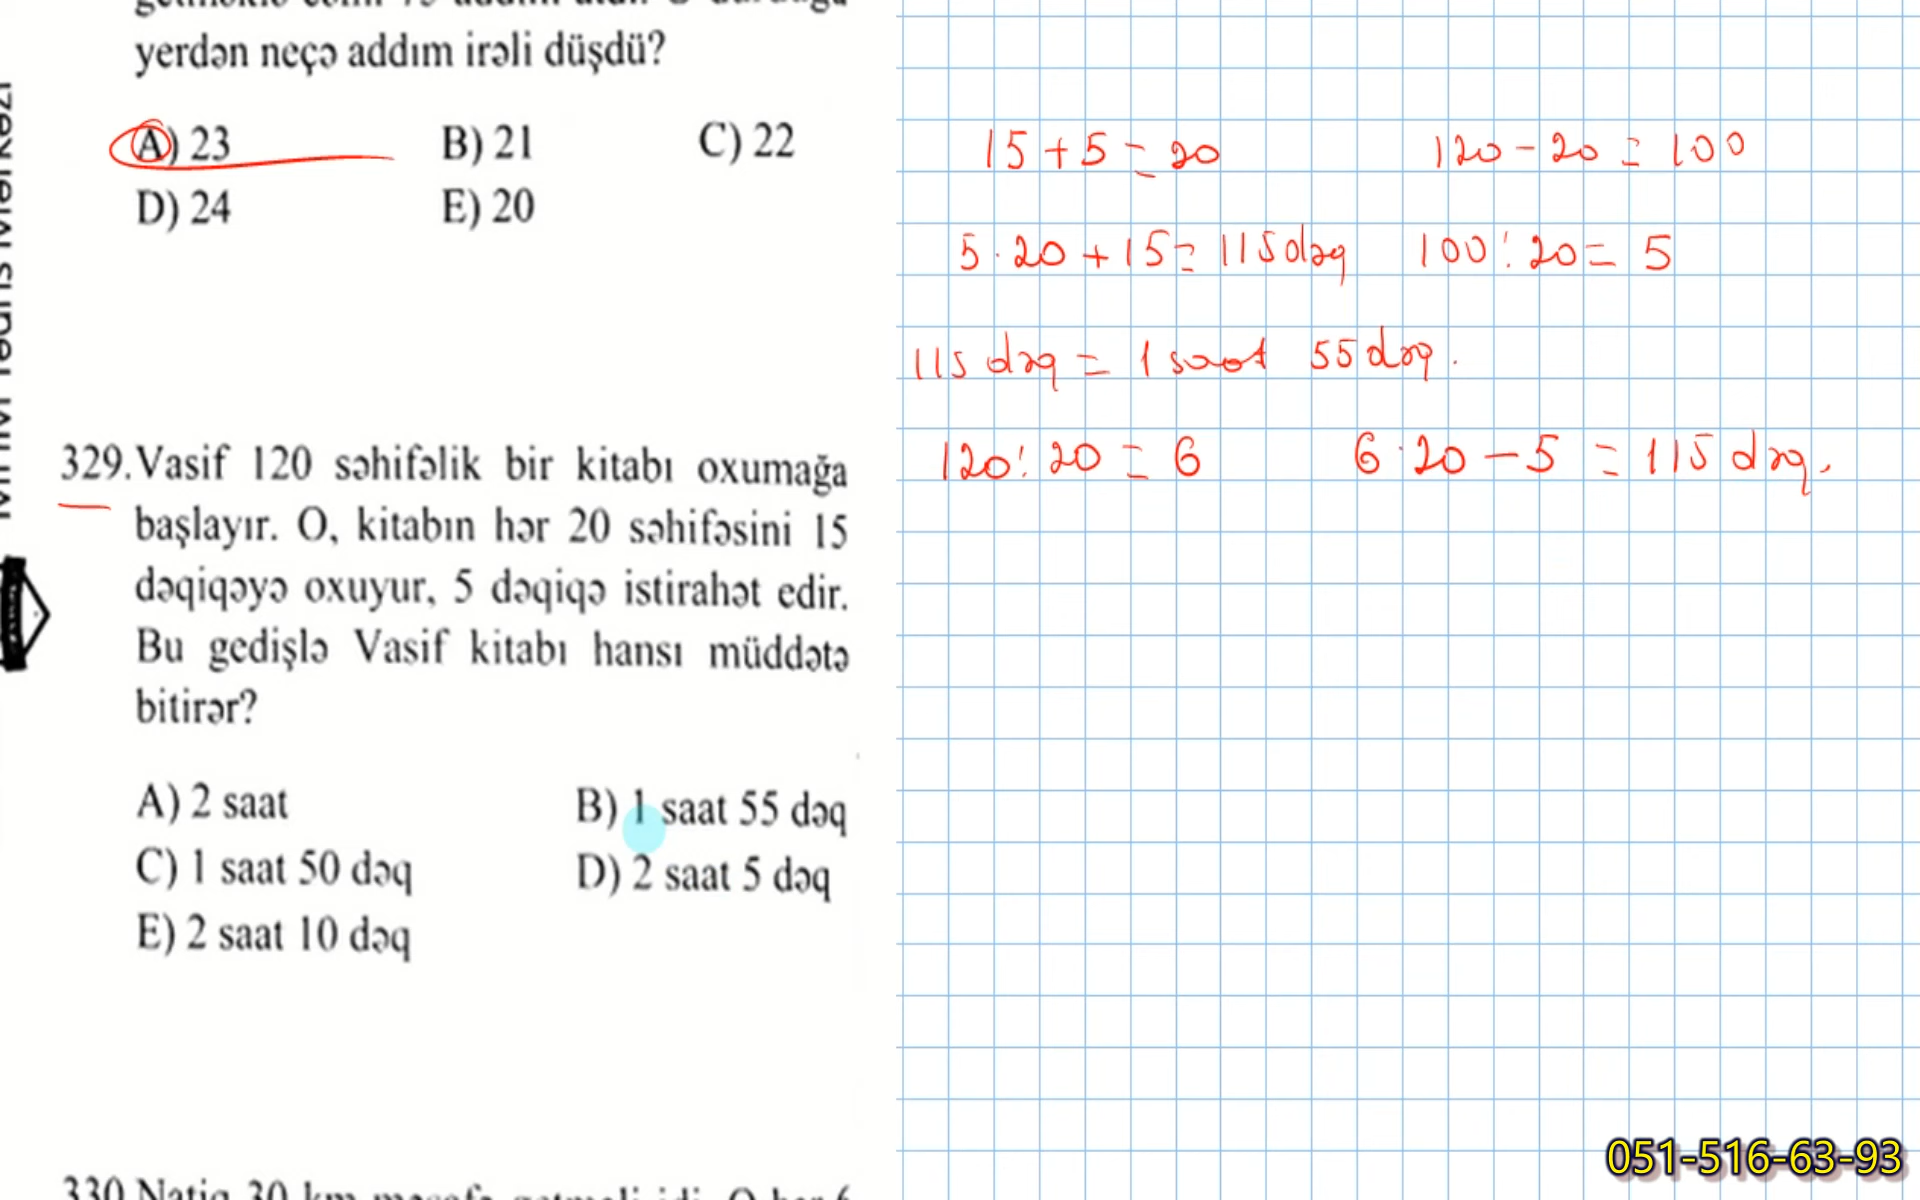 yerdən neçə addım irəli düşdü?
A) 23 B) 21 C) 22
D) 24 E) 20
329.Vasif 120 səhifəlik bir kitabı oxumağa
başlayır. O, kitabın hər 20 səhifəsini 15
dəqiqəyə oxuyur, 5 dəqiqə istirahət edir.
Bu gedişlə Vasif kitabı hansı müddətə
bitirər?
A) 2 saat B) 1 saat 55 dəq
C) 1 saat 50 dəq D) 2 saat 5 dəq
E) 2 saat 10 dəq
15 + 5 = 20 120 - 20 = 100
5 · 20 + 15 = 115 dəq 100 : 20 = 5
115 dəq = 1 saat 55 dəq.
120 : 20 = 6 6 · 20 - 5 = 115 dəq.
051-516-63-93